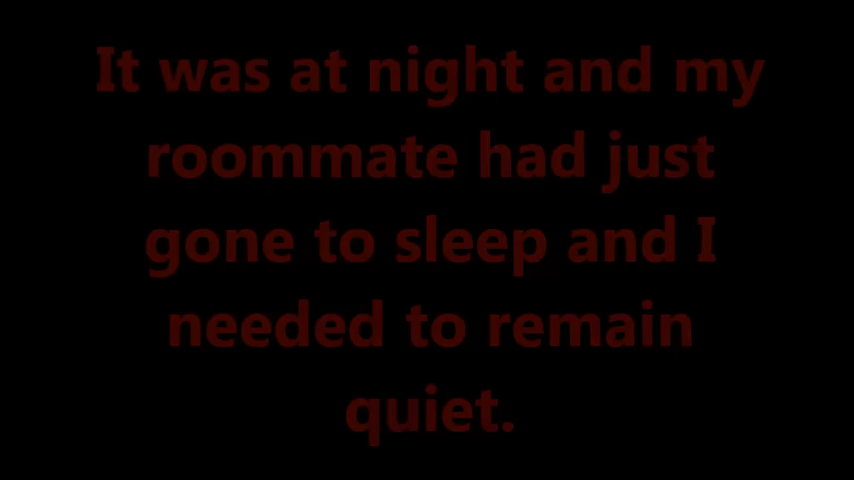 It was at night and my
roommate had just
gone to sleep and I
needed to remain
quiet.